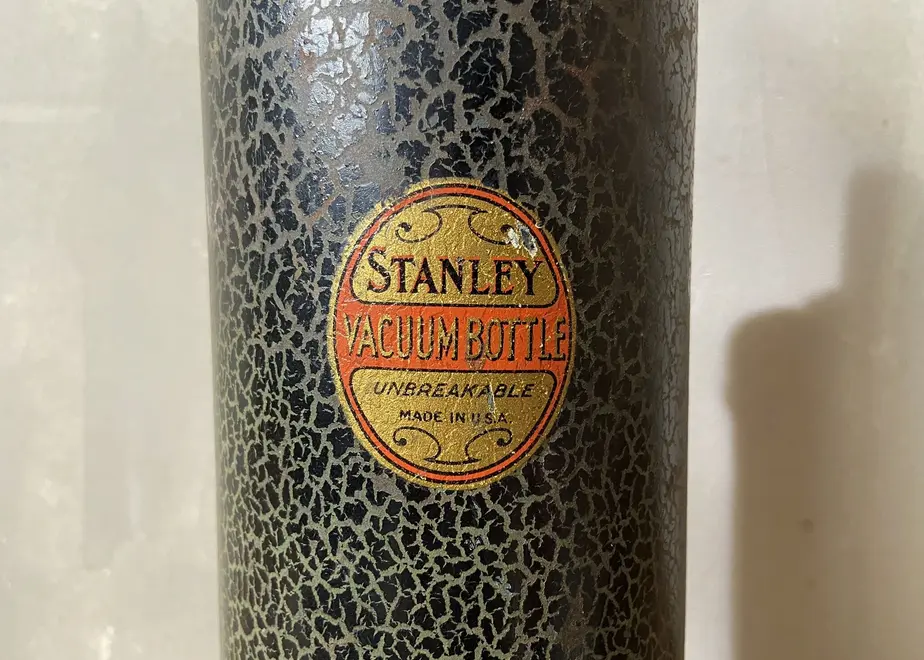 STANLEY
VACUUM BOTTLE
UNBREAKABLE
MADE IN U.S.A.